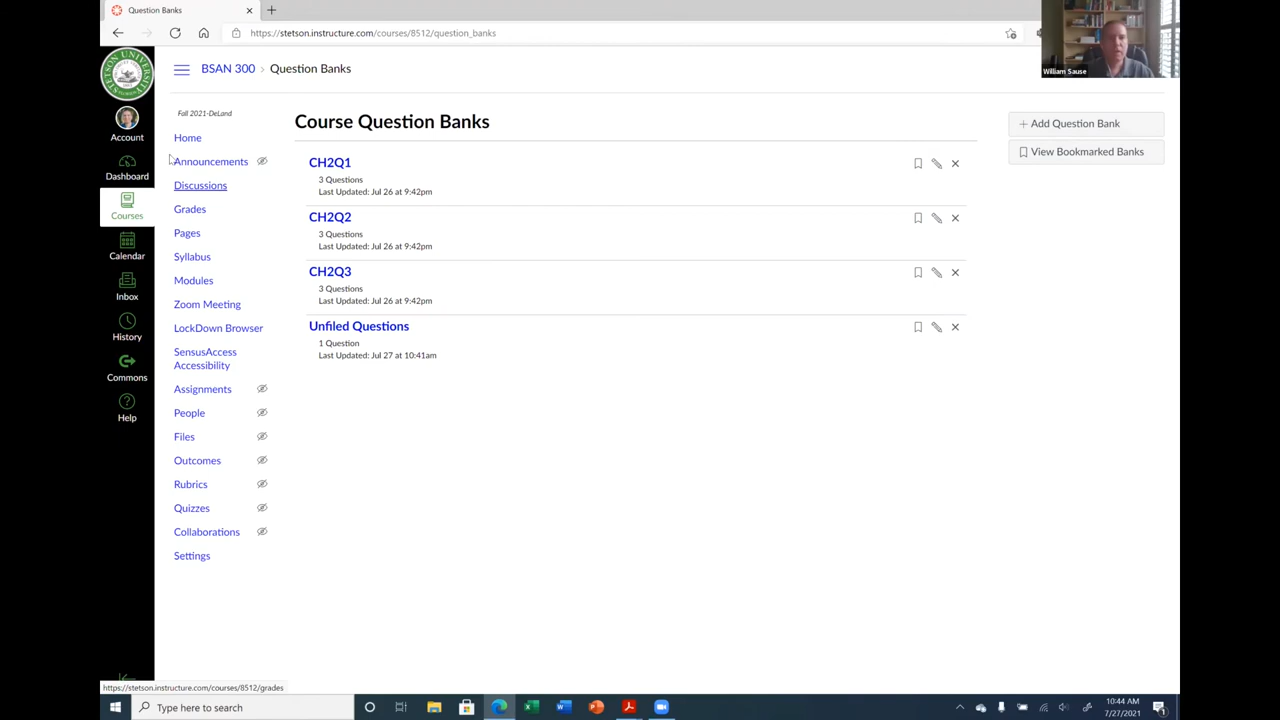 Question Banks
https://stetson.instructure.com/courses/8512/question_banks
William Sause
STETSON UNIVERSITY
BSAN 300 › Question Banks
Account
Dashboard
Courses
Calendar
Inbox
History
Commons
Help
Fall 2021-DeLand
Home
Announcements
Discussions
Grades
Pages
Syllabus
Modules
Zoom Meeting
LockDown Browser
SensusAccess
Accessibility
Assignments
People
Files
Outcomes
Rubrics
Quizzes
Collaborations
Settings
Course Question Banks
CH2Q1
3 Questions
Last Updated: Jul 26 at 9:42pm
CH2Q2
3 Questions
Last Updated: Jul 26 at 9:42pm
CH2Q3
3 Questions
Last Updated: Jul 26 at 9:42pm
Unfiled Questions
1 Question
Last Updated: Jul 27 at 10:41am
+ Add Question Bank
View Bookmarked Banks
https://stetson.instructure.com/courses/8512/grades
Type here to search
10:44 AM
7/27/2021